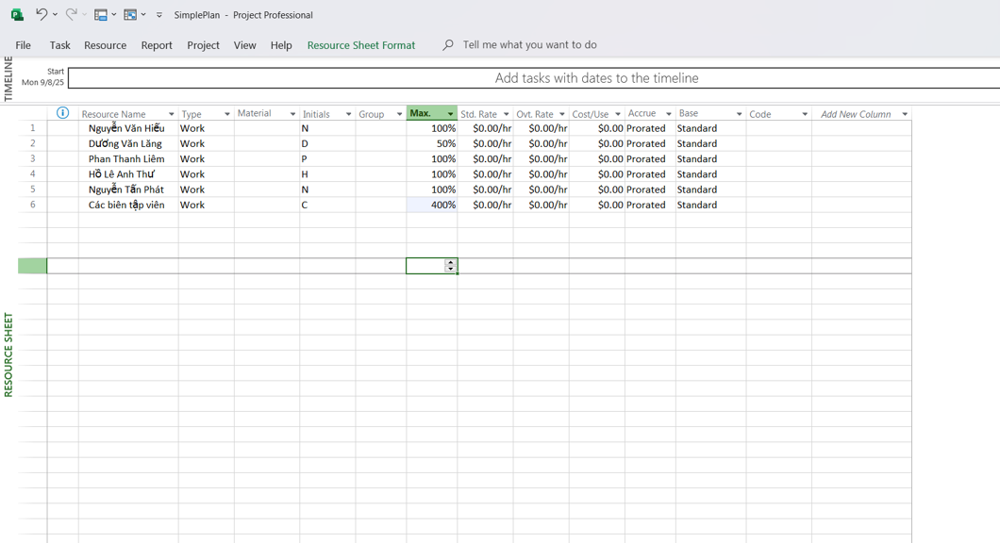 SimplePlan - Project Professional
File Task Resource Report Project View Help Resource Sheet Format Tell me what you want to do
TIMELINE
Start
Mon 9/8/25
Add tasks with dates to the timeline
Resource Name Type Material Initials Group Max. Std. Rate Ovt. Rate Cost/Use Accrue Base Code Add New Column
1 Nguyễn Văn Hiếu Work N 100% $0.00/hr $0.00/hr $0.00 Prorated Standard
2 Dương Văn Lăng Work D 50% $0.00/hr $0.00/hr $0.00 Prorated Standard
3 Phan Thanh Liêm Work P 100% $0.00/hr $0.00/hr $0.00 Prorated Standard
4 Hồ Lê Anh Thư Work H 100% $0.00/hr $0.00/hr $0.00 Prorated Standard
5 Nguyễn Tấn Phát Work N 100% $0.00/hr $0.00/hr $0.00 Prorated Standard
6 Các biên tập viên Work C 400% $0.00/hr $0.00/hr $0.00 Prorated Standard
RESOURCE SHEET